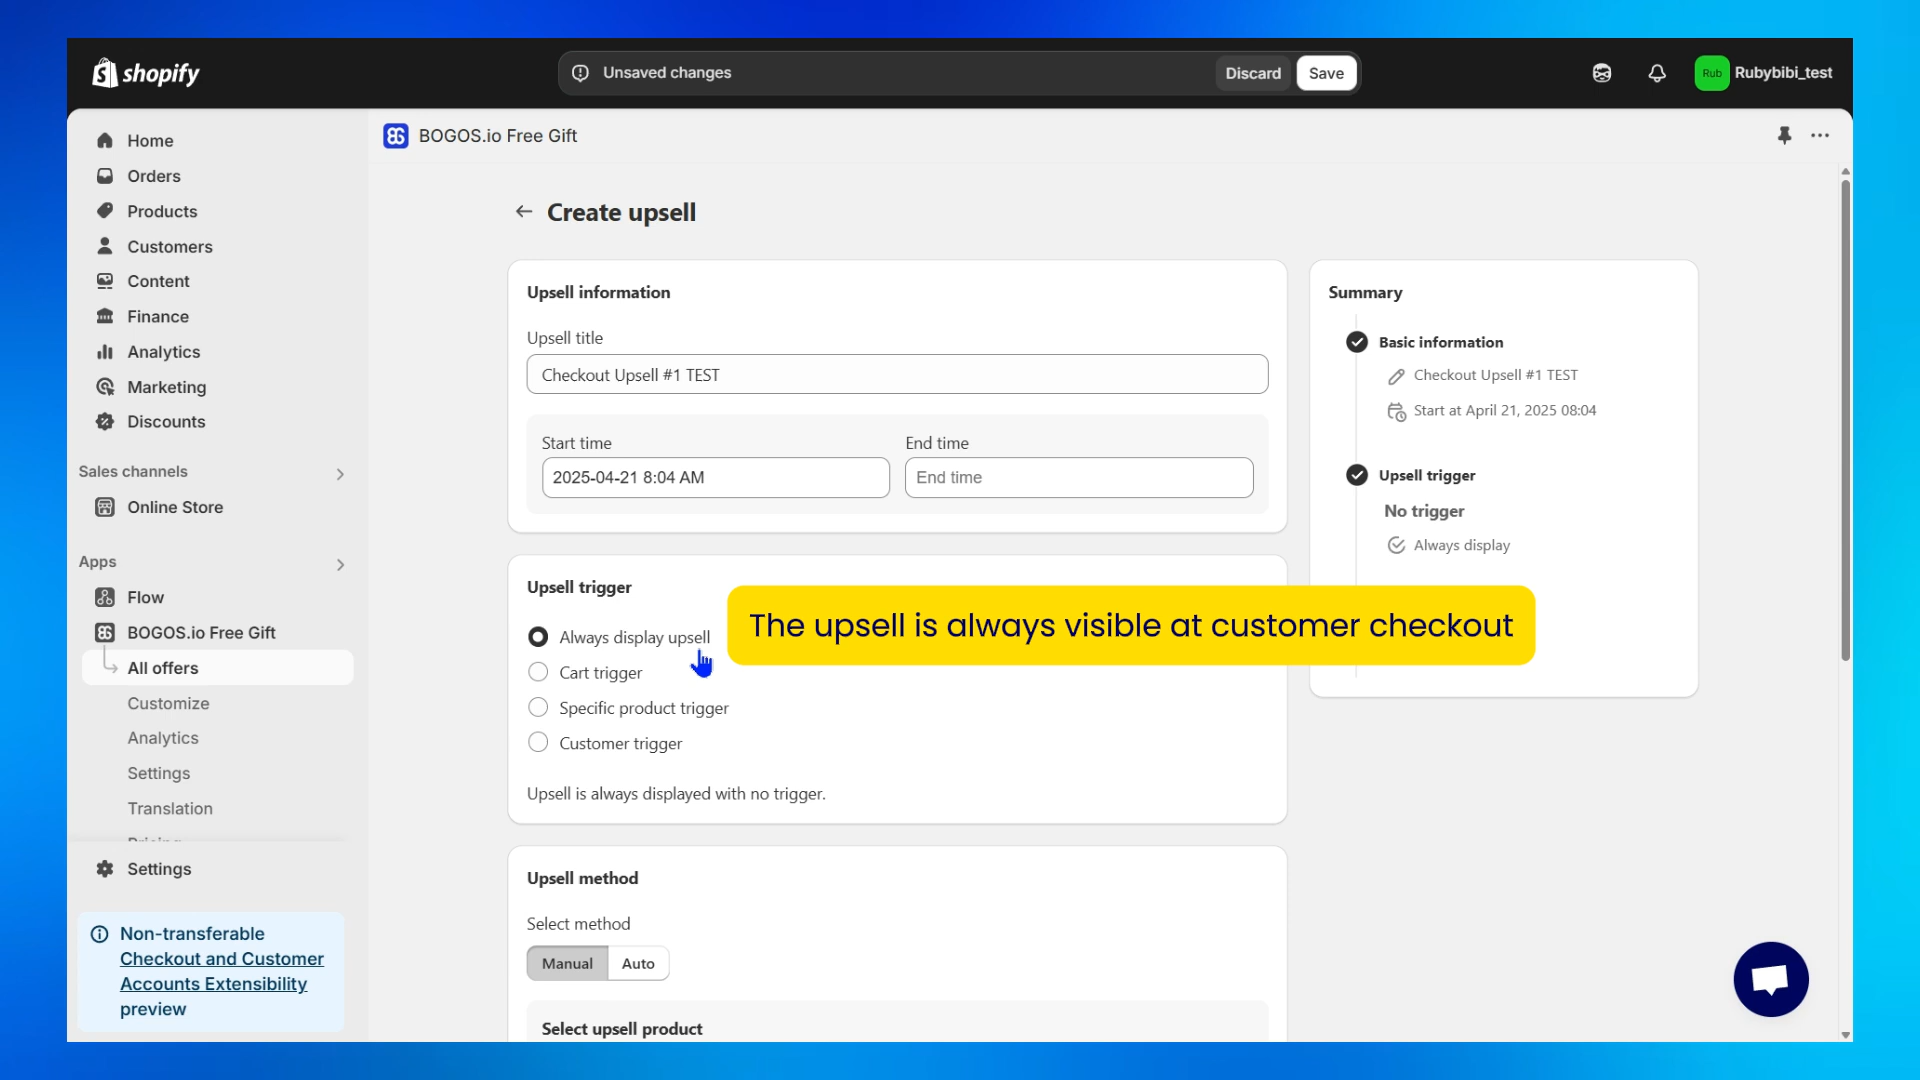 shopify
Unsaved changes
Discard
Save
Rub
Rubybibi_test
Home
Orders
Products
Customers
Content
Finance
Analytics
Marketing
Discounts
Sales channels
Online Store
Apps
Flow
BOGOS.io Free Gift
All offers
Customize
Analytics
Settings
Translation
Settings
Non-transferable
Checkout and Customer
Accounts Extensibility
preview
BOGOS.io Free Gift
Create upsell
Upsell information
Upsell title
Checkout Upsell #1 TEST
Start time
End time
2025-04-21 8:04 AM
End time
Upsell trigger
Always display upsell
Cart trigger
Specific product trigger
Customer trigger
Upsell is always displayed with no trigger.
The upsell is always visible at customer checkout
Upsell method
Select method
Manual
Auto
Select upsell product
Summary
Basic information
Checkout Upsell #1 TEST
Start at April 21, 2025 08:04
Upsell trigger
No trigger
Always display